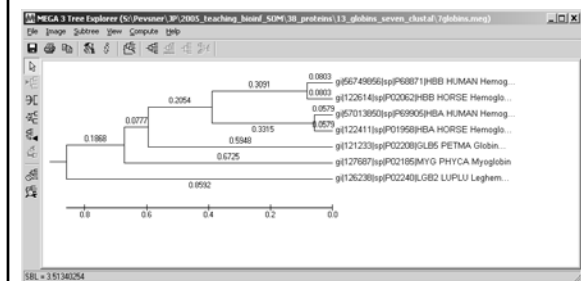 MEGA 3 Tree Explorer (S:\Pevsner\JP\2005_teaching_bioinf_SOM\38_proteins\13_globins_seven_clustal\7globins.meg)
File Image Subtree View Compute Help
0.0803
gi|56749856|sp|P68871|HBB HUMAN Hemog...
0.3091
0.0803
gi|122614|sp|P02062|HBB HORSE Hemoglo...
0.2054
0.0579
gi|57013850|sp|P69905|HBA HUMAN Hemog...
0.0777
0.3315
0.0579
gi|122411|sp|P01958|HBA HORSE Hemoglo...
0.1868
0.5948
gi|121233|sp|P02208|GLB5 PETMA Globin...
0.6725
gi|127687|sp|P02185|MYG PHYCA Myoglobin
0.8592
gi|126238|sp|P02240|LGB2 LUPLU Leghem...
0.8 0.6 0.4 0.2 0.0
SBL = 3.51340254